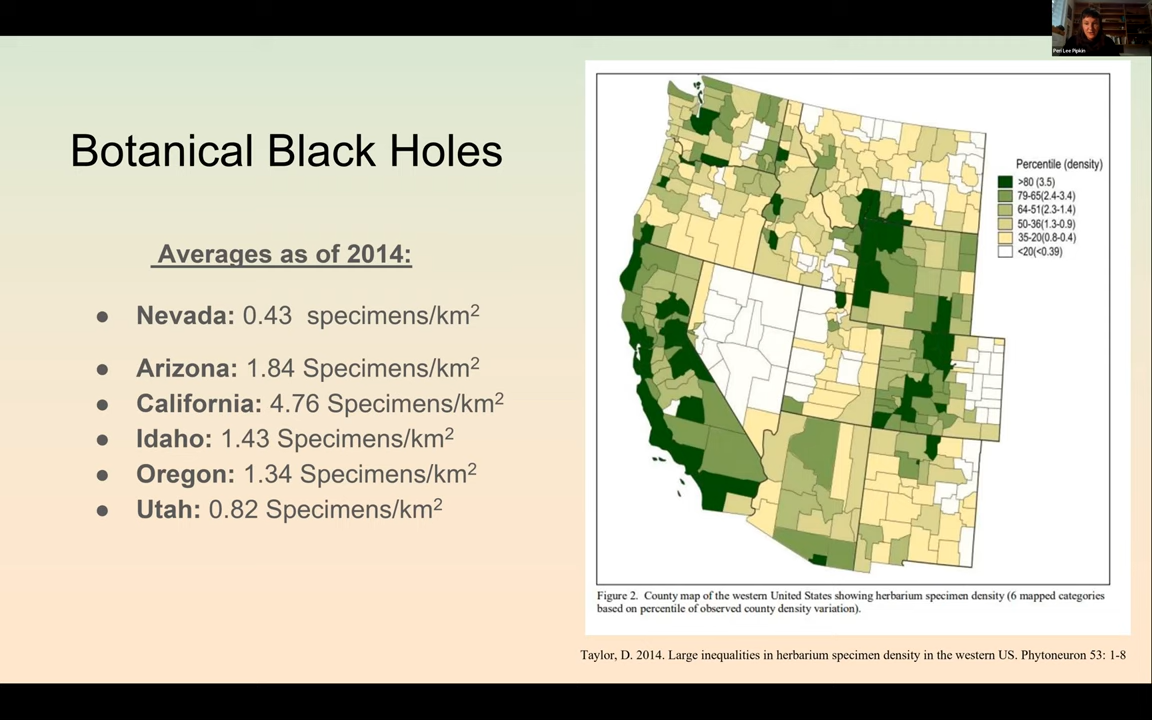 Peri Lee Pipkin
Botanical Black Holes
Averages as of 2014:
● Nevada: 0.43 specimens/km2
● Arizona: 1.84 Specimens/km2
● California: 4.76 Specimens/km2
● Idaho: 1.43 Specimens/km2
● Oregon: 1.34 Specimens/km2
● Utah: 0.82 Specimens/km2
Percentile (density)
>80 (3.5)
79-65(2.4-3.4)
64-51(2.3-1.4)
50-36(1.3-0.9)
35-20(0.8-0.4)
<20(<0.39)
Figure 2. County map of the western United States showing herbarium specimen density (6 mapped categories
based on percentile of observed county density variation).
Taylor, D. 2014. Large inequalities in herbarium specimen density in the western US. Phytoneuron 53: 1-8